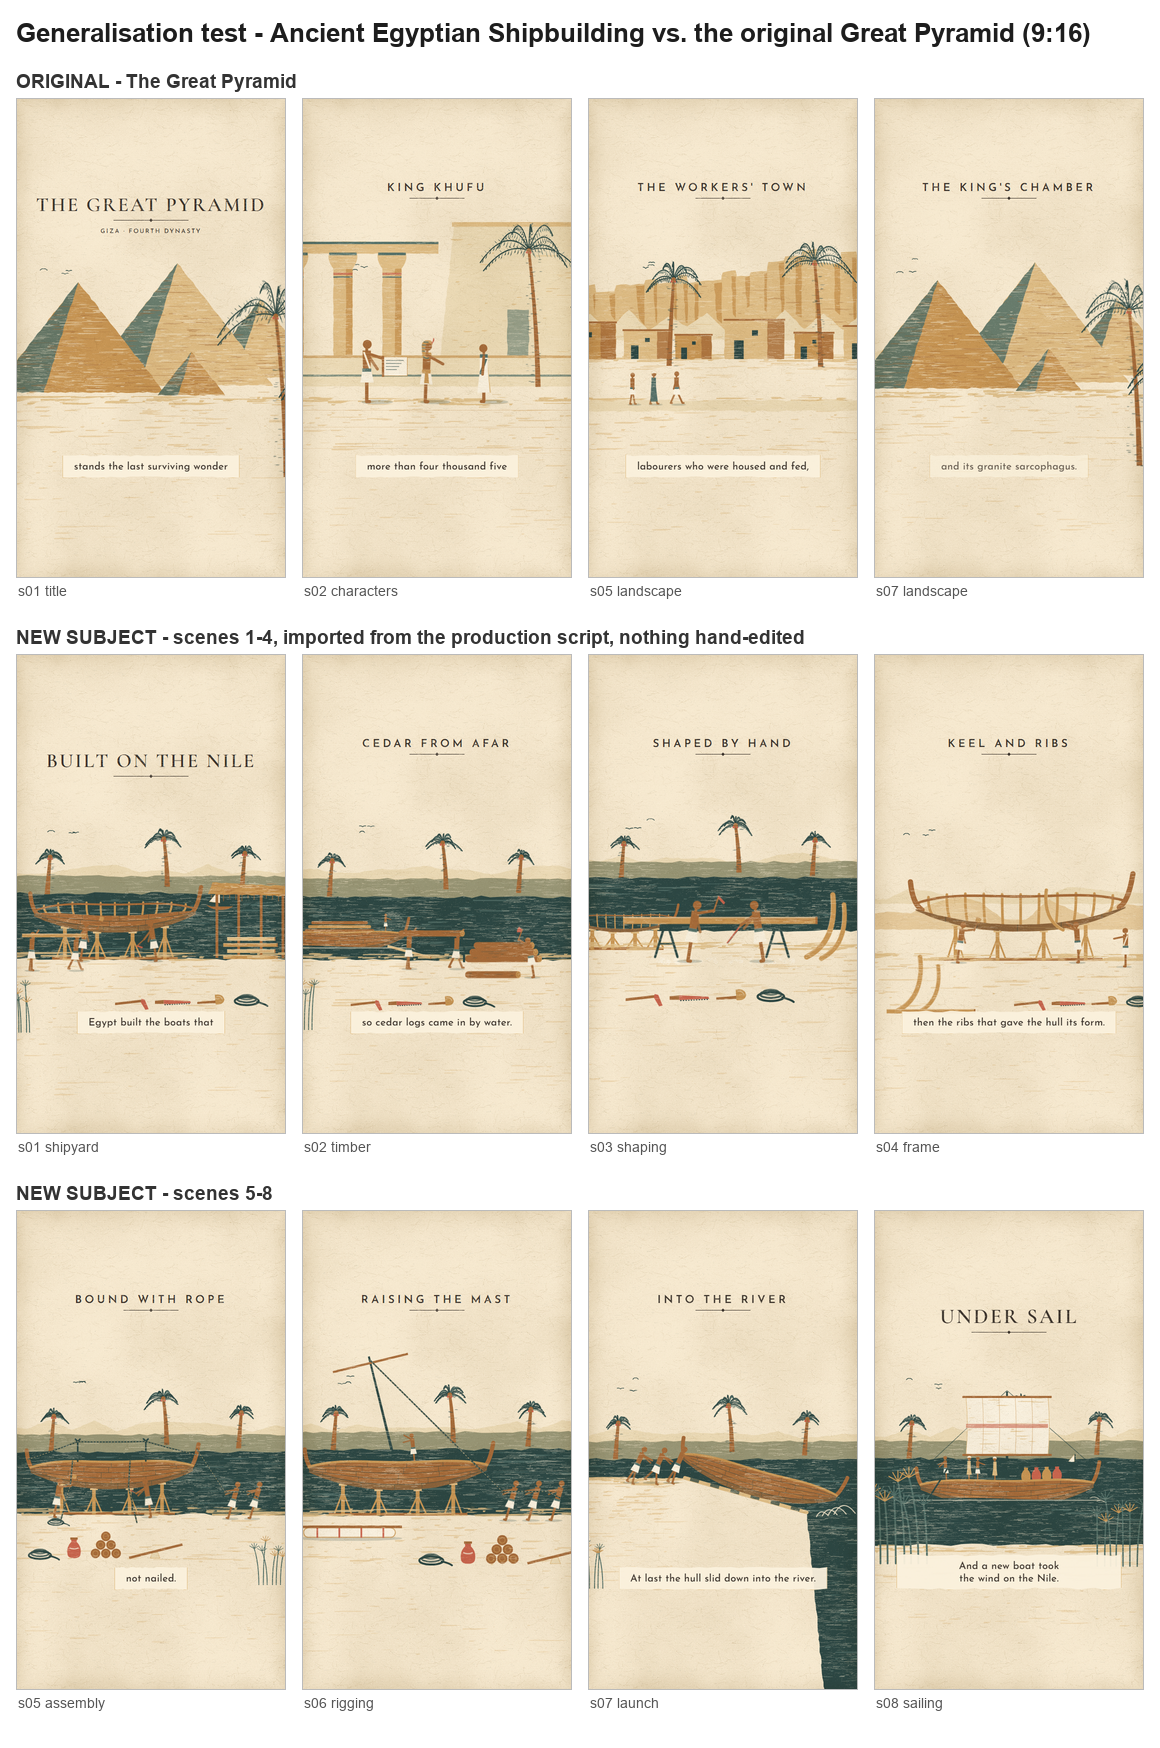 Generalisation test - Ancient Egyptian Shipbuilding vs. the original Great Pyramid (9:16)
ORIGINAL - The Great Pyramid
THE GREAT PYRAMID
GIZA · FOURTH DYNASTY
stands the last surviving wonder
s01 title
KING KHUFU
more than four thousand five
s02 characters
THE WORKERS' TOWN
labourers who were housed and fed,
s05 landscape
THE KING'S CHAMBER
and its granite sarcophagus.
s07 landscape
NEW SUBJECT - scenes 1-4, imported from the production script, nothing hand-edited
BUILT ON THE NILE
Egypt built the boats that
s01 shipyard
CEDAR FROM AFAR
so cedar logs came in by water.
s02 timber
SHAPED BY HAND
s03 shaping
KEEL AND RIBS
then the ribs that gave the hull its form.
s04 frame
NEW SUBJECT - scenes 5-8
BOUND WITH ROPE
not nailed.
s05 assembly
RAISING THE MAST
s06 rigging
INTO THE RIVER
At last the hull slid down into the river.
s07 launch
UNDER SAIL
And a new boat took
the wind on the Nile.
s08 sailing